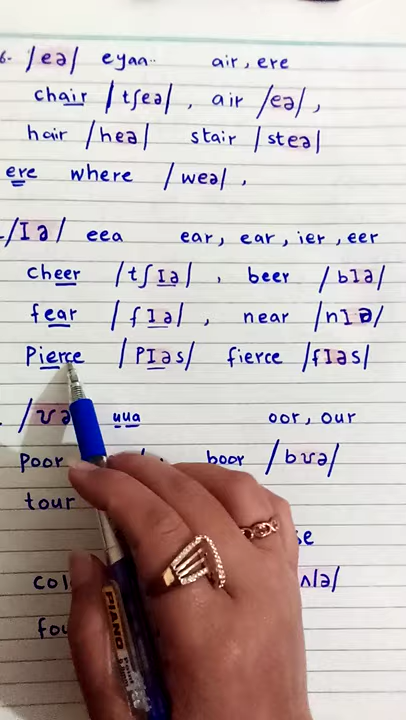 6. /eə/ eyaa.. air, ere
chair /tʃeə/, air /eə/,
hair /heə/ stair /steə/
ere where /weə/,
./Iə/ eea ear, ear, ier, eer
cheer /tʃIə/, beer /bIə/
fear /fIə/, near /nIə/
Pierce /PIəs/ fierce /fIəs/
. /ʊə/ uua oor, our
poor boor /bʊə/
tour